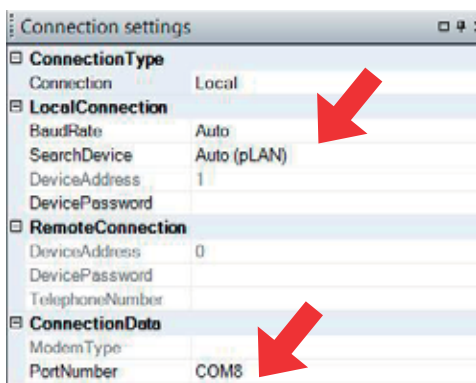 Connection settings
ConnectionType
Connection Local
LocalConnection
BaudRate Auto
SearchDevice Auto (pLAN)
DeviceAddress 1
DevicePassword
RemoteConnection
DeviceAddress 0
DevicePassword
TelephoneNumber
ConnectionData
ModemType
PortNumber COM8